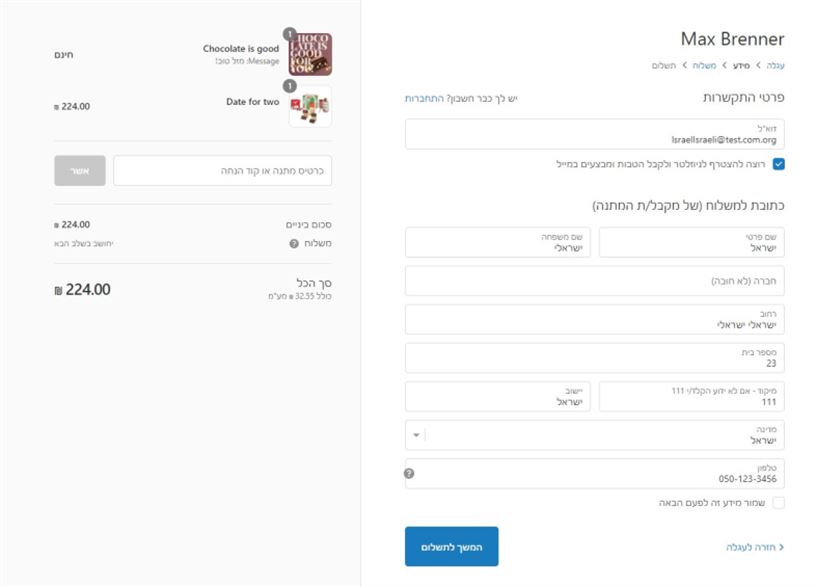 Max Brenner
עגלה > מידע > משלוח > תשלום
פרטי התקשרות
יש לך כבר חשבון? התחברות
דוא"ל
IsraelIsraeli@test.com.org
רוצה להצטרף לניוזלטר ולקבל הטבות ומבצעים במייל
כתובת למשלוח (של מקבל/ת המתנה)
שם פרטי
ישראל
שם משפחה
ישראלי
חברה (לא חובה)
רחוב
ישראלי ישראלי
מספר בית
23
מיקוד - אם לא ידוע הקלד/י 111
111
יישוב
ישראל
מדינה
ישראל
טלפון
050-123-3456
שמור מידע זה לפעם הבאה
חזרה לעגלה
המשך לתשלום
1
CHOCO
LATE IS
GOOD
FOR
YOU
Chocolate is good
Message: מזל טוב!
חינם
1
Date for two
₪ 224.00
כרטיס מתנה או קוד הנחה
אשר
סכום ביניים
₪ 224.00
משלוח
יחושב בשלב הבא
סך הכל
כולל 32.55 ₪ מע"מ
₪ 224.00